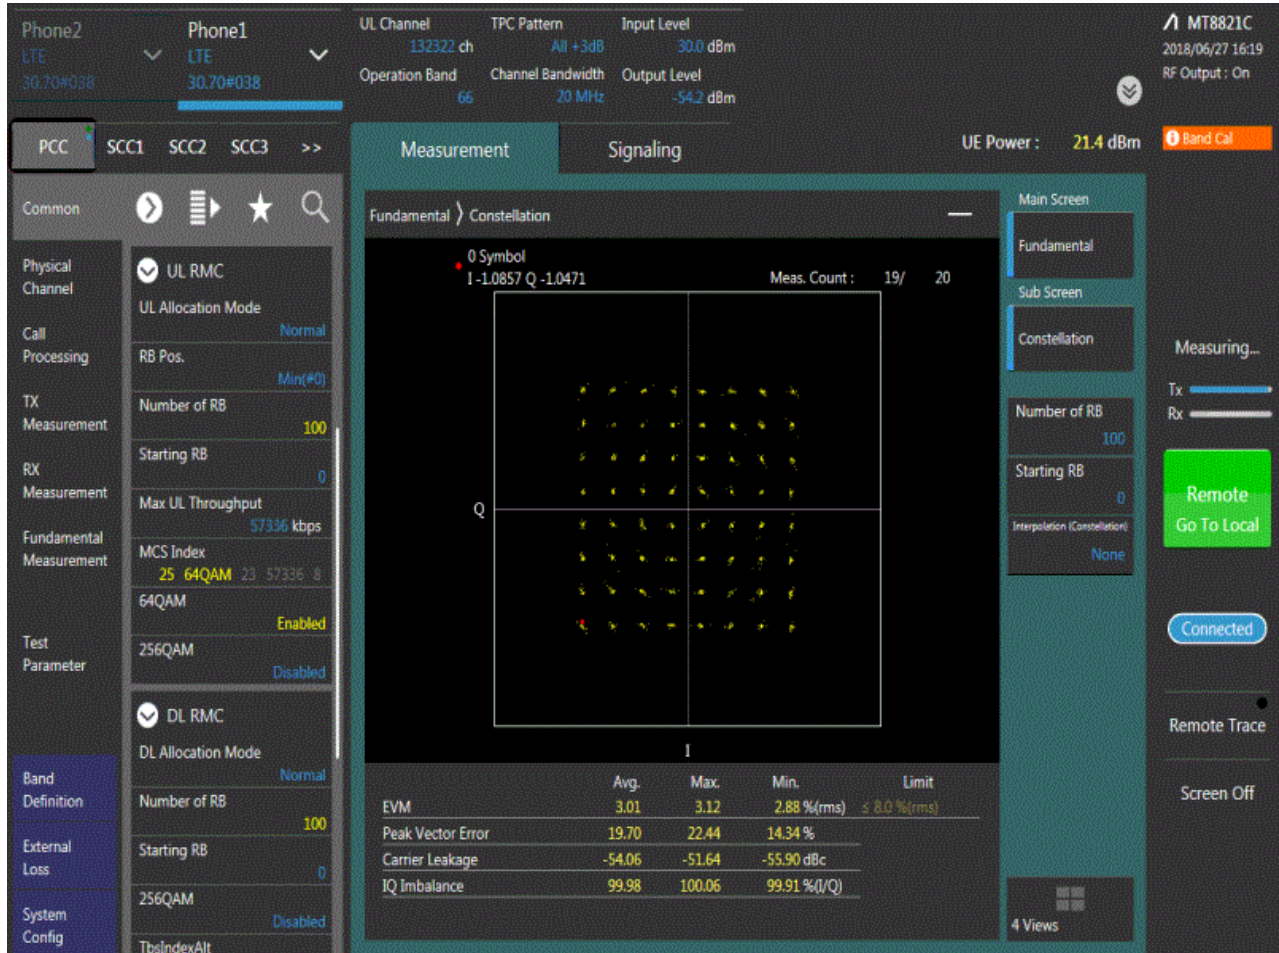 Phone2
LTE
30.70#038
Phone1
LTE
30.70#038
UL Channel
132322 ch
TPC Pattern
All +3dB
Input Level
30.0 dBm
Operation Band
66
Channel Bandwidth
20 MHz
Output Level
-54.2 dBm
MT8821C
2018/06/27 16:19
RF Output : On
PCC SCC1 SCC2 SCC3 >>
Measurement
Signaling
UE Power : 21.4 dBm
Band Cal
Common
Physical
Channel
Call
Processing
TX
Measurement
RX
Measurement
Fundamental
Measurement
Test
Parameter
Band
Definition
External
Loss
System
Config
UL RMC
UL Allocation Mode
Normal
RB Pos.
Min(#0)
Number of RB
100
Starting RB
0
Max UL Throughput
57336 kbps
MCS Index
25 64QAM 23 57336 8
64QAM
Enabled
256QAM
Disabled
DL RMC
DL Allocation Mode
Normal
Number of RB
100
Starting RB
0
256QAM
Disabled
TbsIndexAlt
Fundamental 〉 Constellation
0 Symbol
I -1.0857 Q -1.0471
Meas. Count : 19/ 20
Q
I
Avg. Max. Min. Limit
EVM 3.01 3.12 2.88 %(rms) ≤ 8.0 %(rms)
Peak Vector Error 19.70 22.44 14.34 %
Carrier Leakage -54.06 -51.64 -55.90 dBc
IQ Imbalance 99.98 100.06 99.91 %(I/Q)
Main Screen
Fundamental
Sub Screen
Constellation
Number of RB
100
Starting RB
0
Interpolation (Constellation)
None
4 Views
Measuring...
Tx
Rx
Remote
Go To Local
Connected
Remote Trace
Screen Off